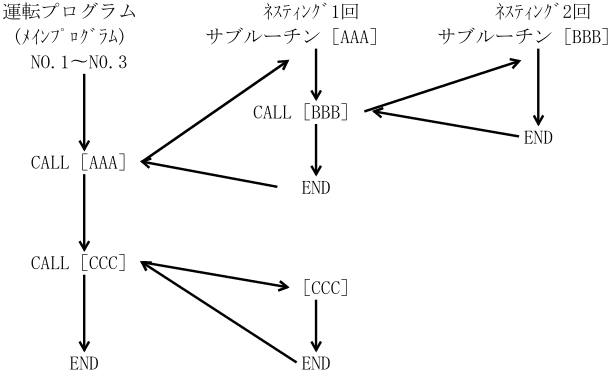 運転プログラム
(ﾒｲﾝﾌﾟﾛｸﾞﾗﾑ)
NO.1～NO.3
CALL [AAA]
CALL [CCC]
END
ﾈｽﾃｨﾝｸﾞ1回
サブルーチン [AAA]
CALL [BBB]
END
[CCC]
END
ﾈｽﾃｨﾝｸﾞ2回
サブルーチン [BBB]
END